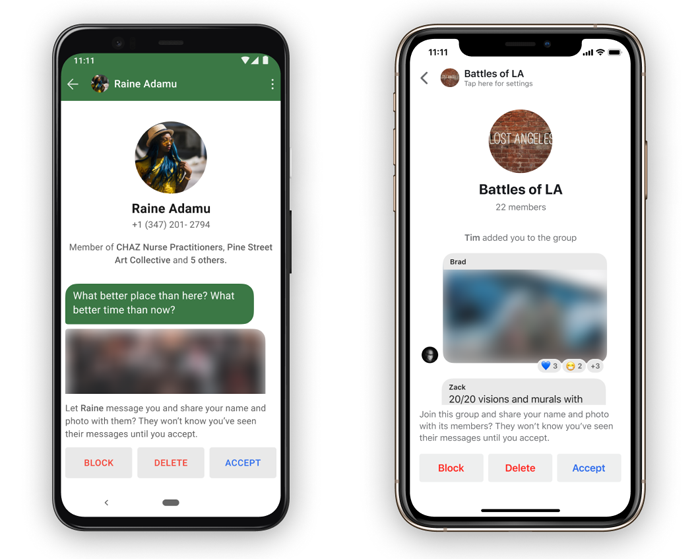 11:11
Raine Adamu
Raine Adamu
+1 (347) 201- 2794
Member of CHAZ Nurse Practitioners, Pine Street
Art Collective and 5 others.
What better place than here? What
better time than now?
Let Raine message you and share your name and
photo with them? They won't know you've seen
their messages until you accept.
BLOCK
DELETE
ACCEPT
11:11
Battles of LA
Tap here for settings
LOST ANGELES
Battles of LA
22 members
Tim added you to the group
Brad
3
2
+3
Zack
20/20 visions and murals with
Join this group and share your name and photo
with its members? They won't know you've seen
their messages until you accept.
Block
Delete
Accept